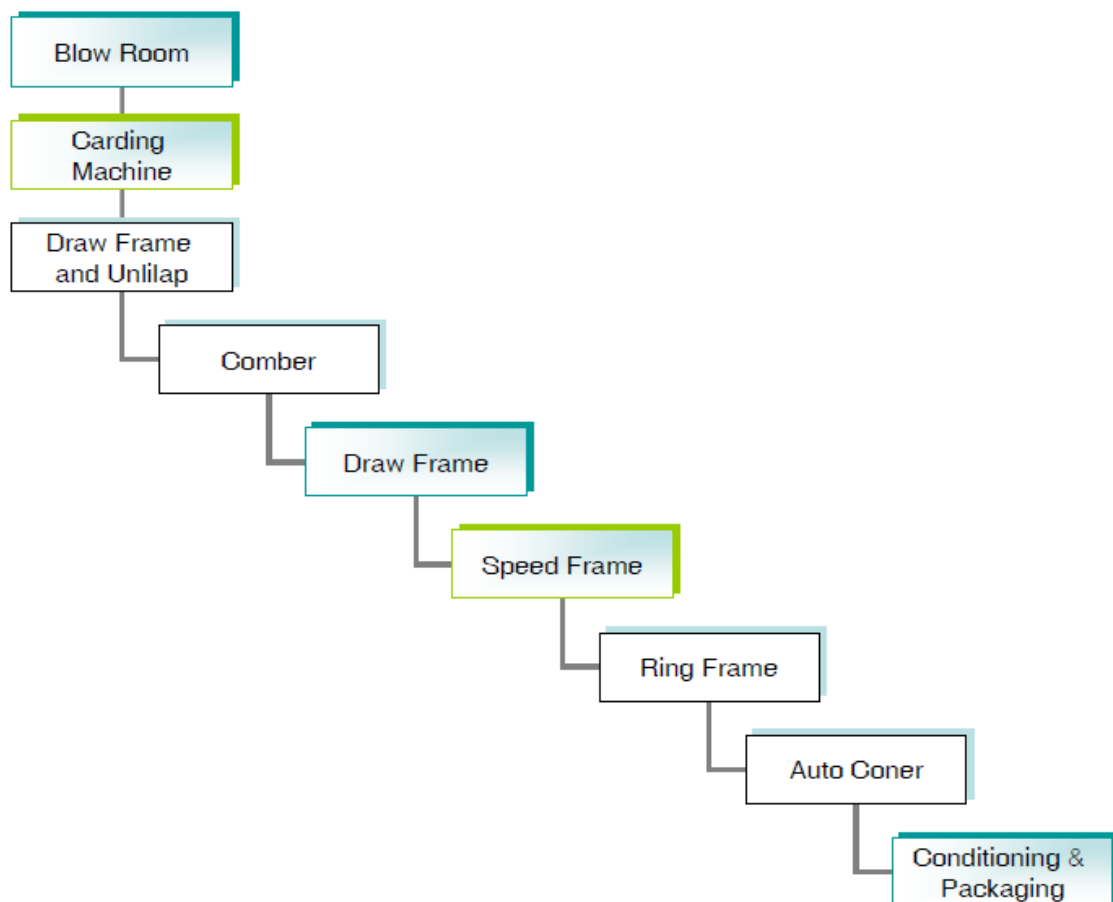 Blow Room
Carding
Machine
Draw Frame
and Unlilap
Comber
Draw Frame
Speed Frame
Ring Frame
Auto Coner
Conditioning &
Packaging